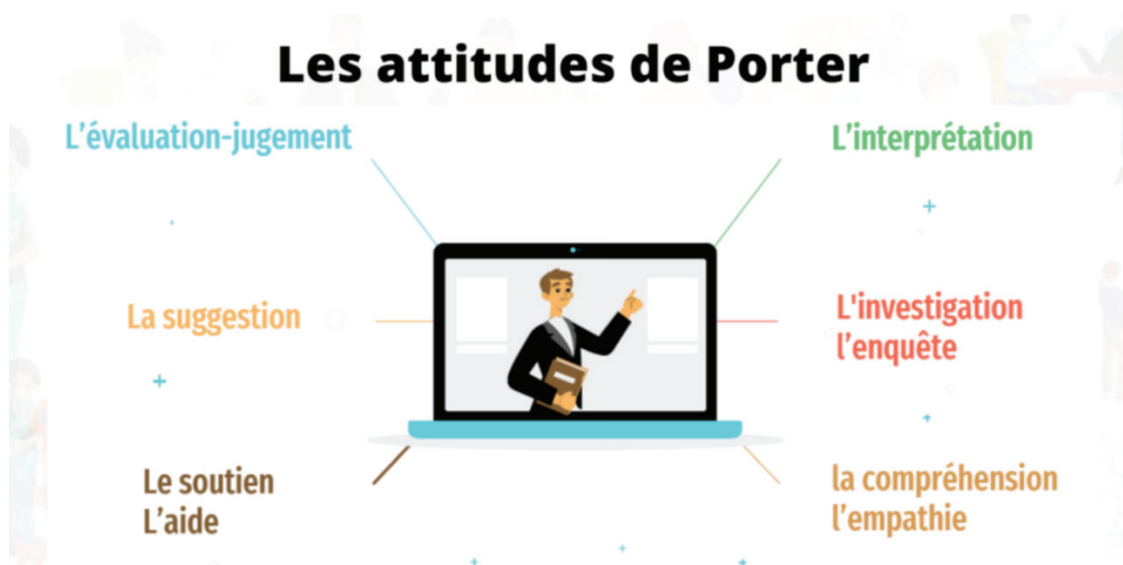 Les attitudes de Porter
L'évaluation-jugement
L'interprétation
La suggestion
L'investigation
l'enquête
Le soutien
L'aide
la compréhension
l'empathie